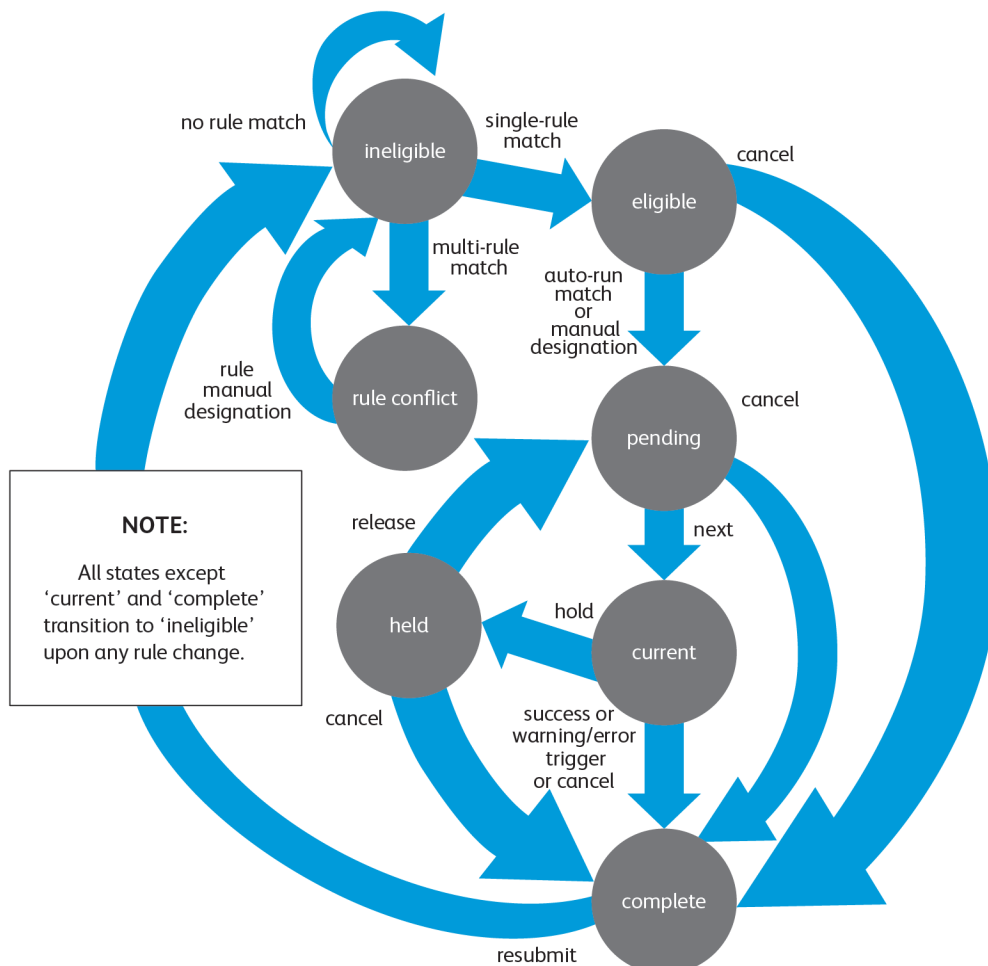 no rule match
ineligible
single-rule
match
cancel
eligible
multi-rule
match
auto-run
match
or
manual
designation
rule
manual
designation
rule conflict
cancel
pending
NOTE:
All states except
‘current’ and ‘complete’
transition to ‘ineligible’
upon any rule change.
release
next
hold
held
current
cancel
success or
warning/error
trigger
or cancel
complete
resubmit